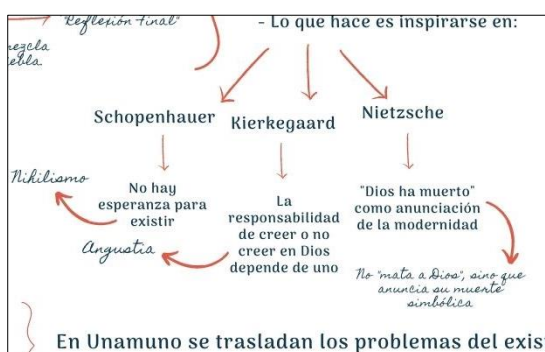 "Reflexión Final"
- Lo que hace es inspirarse en:
mezcla
Schopenhauer
Kierkegaard
Nietzsche
Nihilismo
No hay
esperanza para
existir
Angustia
La
responsabilidad
de creer o no
creer en Dios
depende de uno
"Dios ha muerto"
como anunciación
de la modernidad
No "mata a Dios", sino que
anuncia su muerte
simbólica
En Unamuno se trasladan los problemas del exis